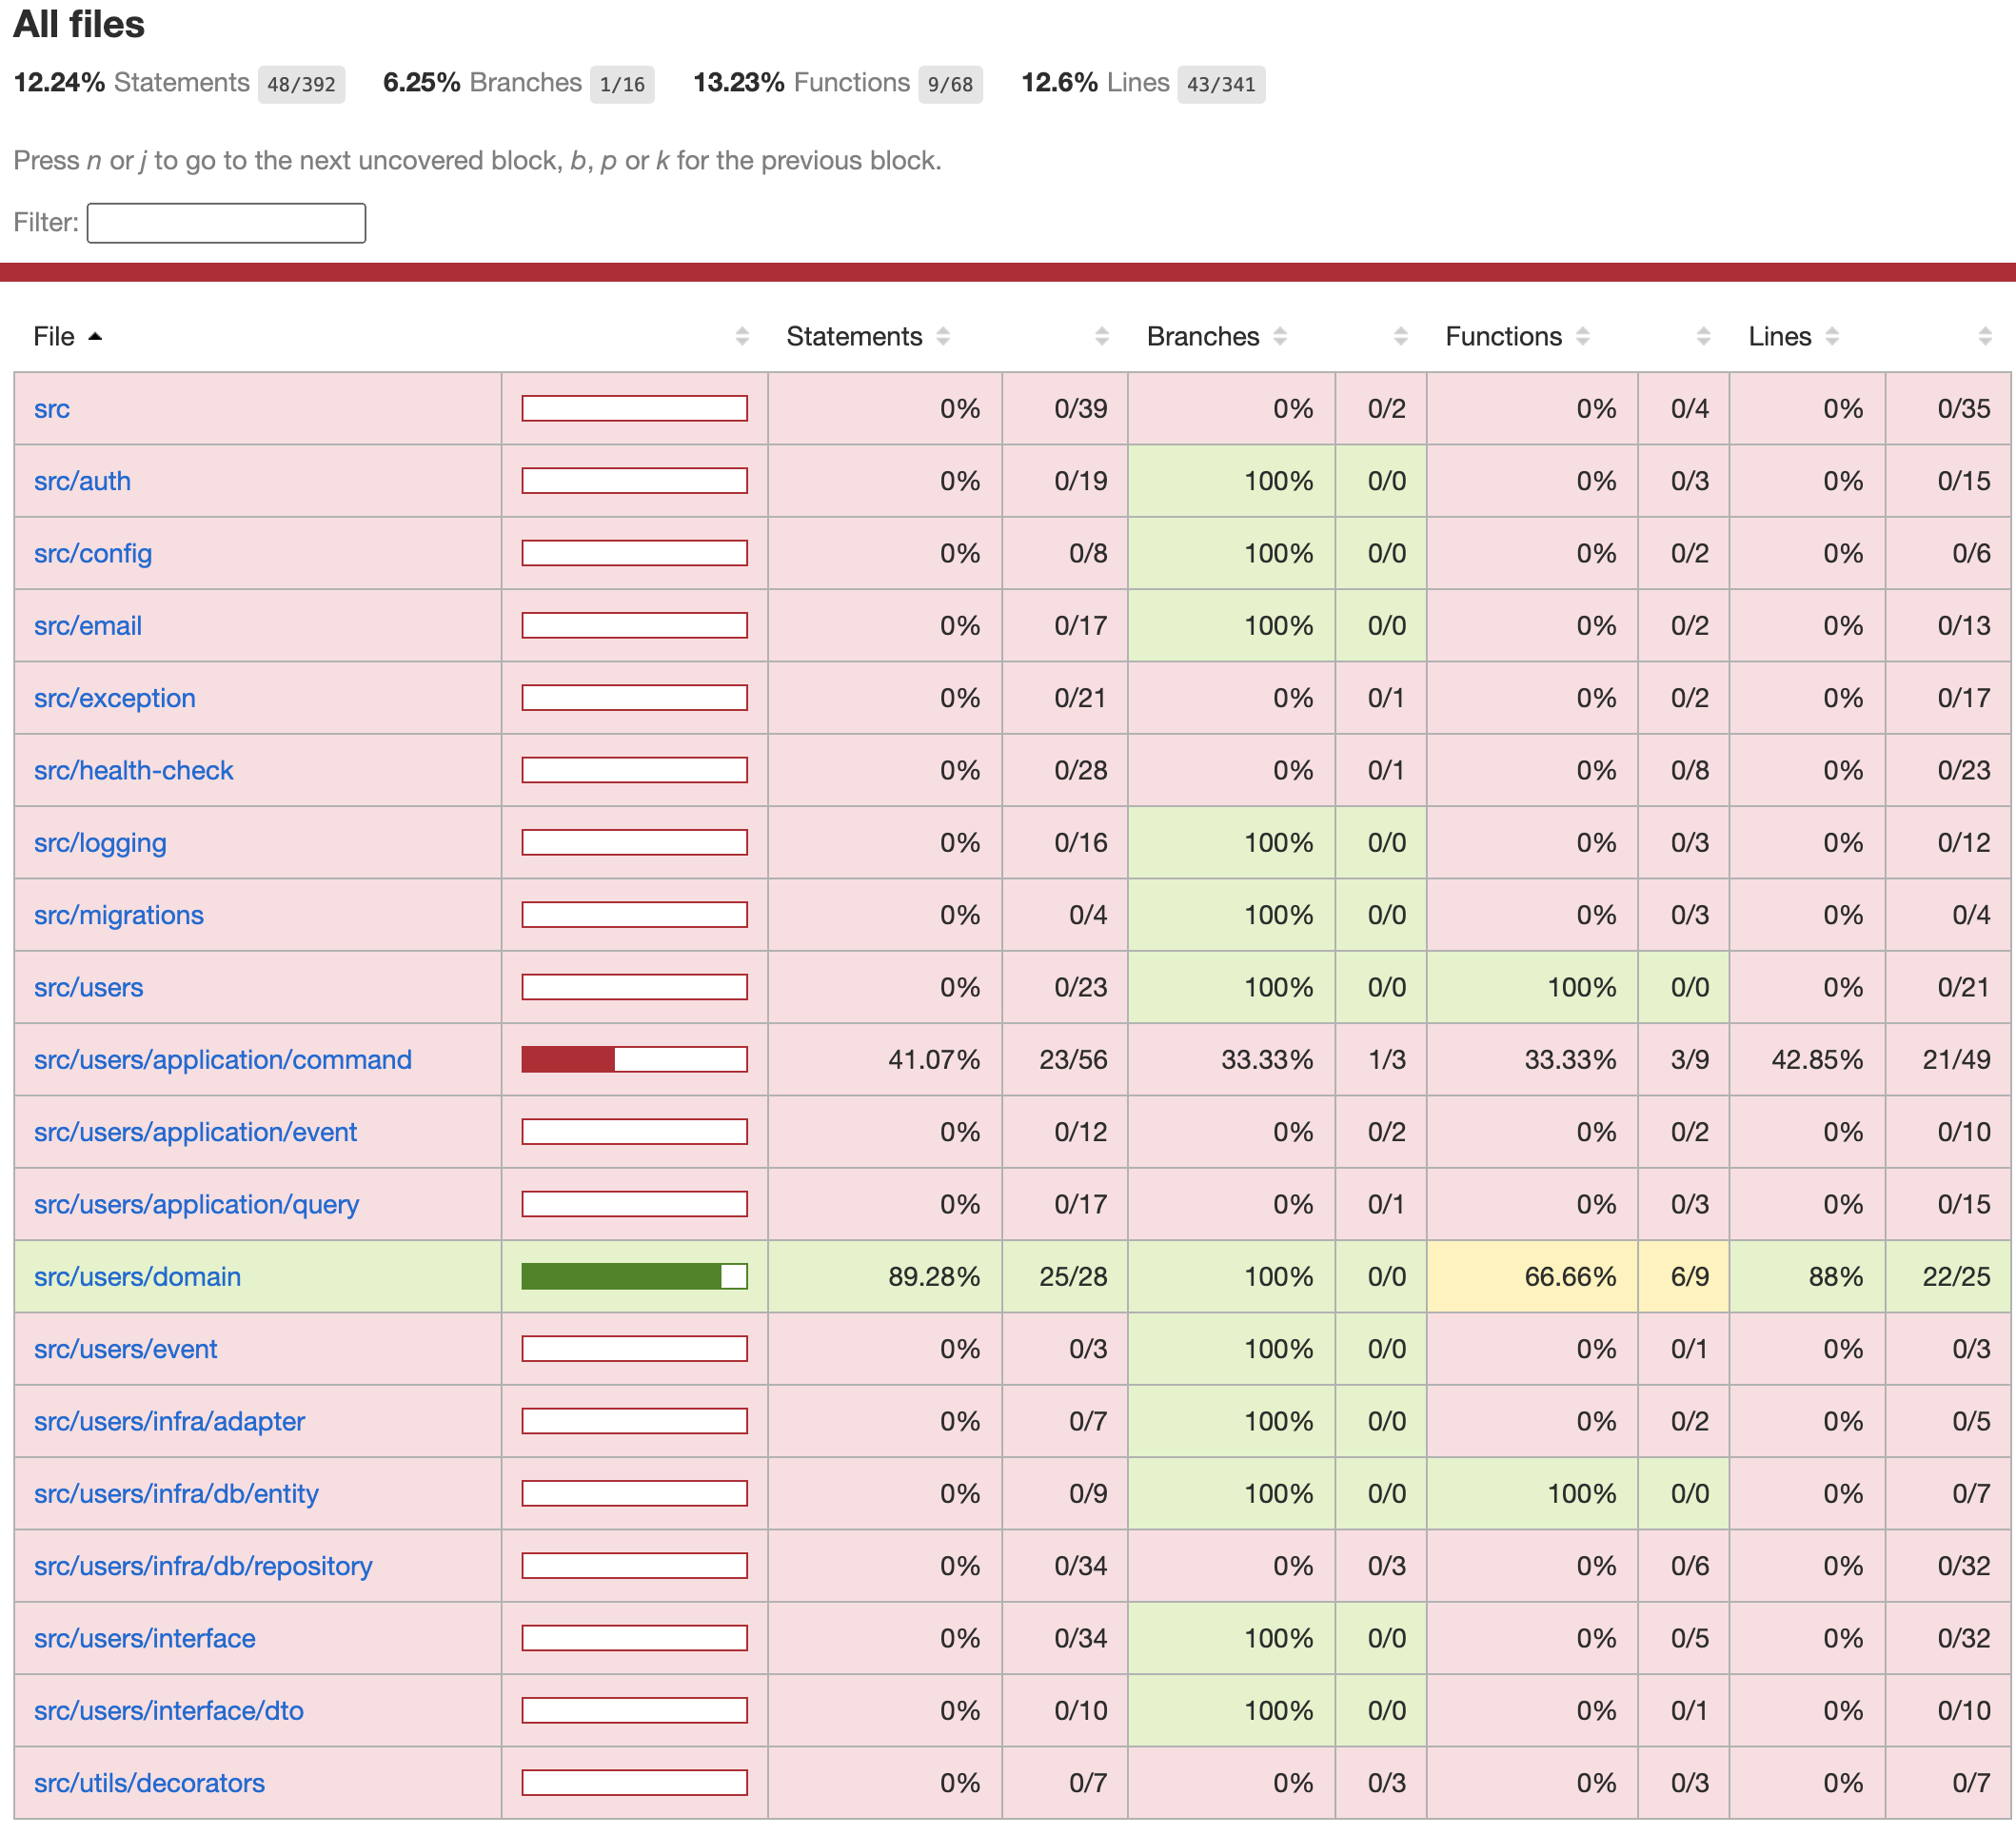 All files
12.24% Statements 48/392 6.25% Branches 1/16 13.23% Functions 9/68 12.6% Lines 43/341
Press n or j to go to the next uncovered block, b, p or k for the previous block.
Filter:
File Statements Branches Functions Lines
src 0% 0/39 0% 0/2 0% 0/4 0% 0/35
src/auth 0% 0/19 100% 0/0 0% 0/3 0% 0/15
src/config 0% 0/8 100% 0/0 0% 0/2 0% 0/6
src/email 0% 0/17 100% 0/0 0% 0/2 0% 0/13
src/exception 0% 0/21 0% 0/1 0% 0/2 0% 0/17
src/health-check 0% 0/28 0% 0/1 0% 0/8 0% 0/23
src/logging 0% 0/16 100% 0/0 0% 0/3 0% 0/12
src/migrations 0% 0/4 100% 0/0 0% 0/3 0% 0/4
src/users 0% 0/23 100% 0/0 100% 0/0 0% 0/21
src/users/application/command 41.07% 23/56 33.33% 1/3 33.33% 3/9 42.85% 21/49
src/users/application/event 0% 0/12 0% 0/2 0% 0/2 0% 0/10
src/users/application/query 0% 0/17 0% 0/1 0% 0/3 0% 0/15
src/users/domain 89.28% 25/28 100% 0/0 66.66% 6/9 88% 22/25
src/users/event 0% 0/3 100% 0/0 0% 0/1 0% 0/3
src/users/infra/adapter 0% 0/7 100% 0/0 0% 0/2 0% 0/5
src/users/infra/db/entity 0% 0/9 100% 0/0 100% 0/0 0% 0/7
src/users/infra/db/repository 0% 0/34 0% 0/3 0% 0/6 0% 0/32
src/users/interface 0% 0/34 100% 0/0 0% 0/5 0% 0/32
src/users/interface/dto 0% 0/10 100% 0/0 0% 0/1 0% 0/10
src/utils/decorators 0% 0/7 0% 0/3 0% 0/3 0% 0/7